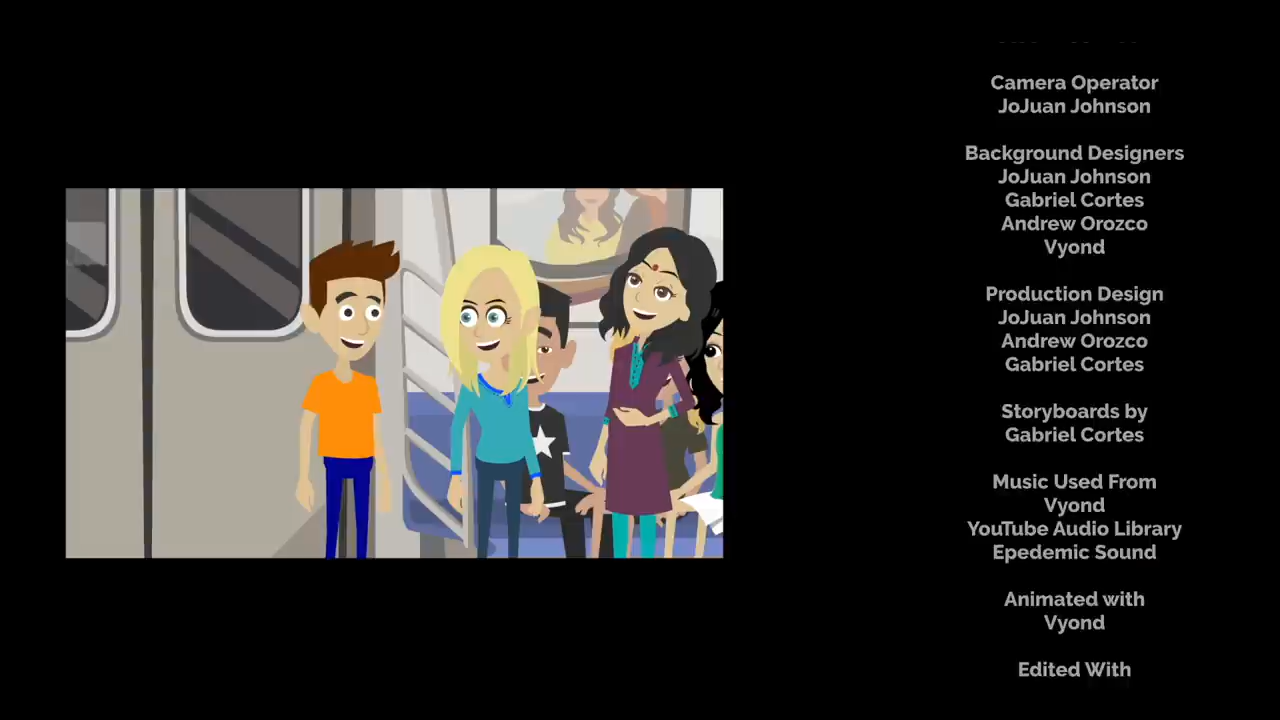 Camera Operator
JoJuan Johnson
Background Designers
JoJuan Johnson
Gabriel Cortes
Andrew Orozco
Vyond
Production Design
JoJuan Johnson
Andrew Orozco
Gabriel Cortes
Storyboards by
Gabriel Cortes
Music Used From
Vyond
YouTube Audio Library
Epedemic Sound
Animated with
Vyond
Edited With